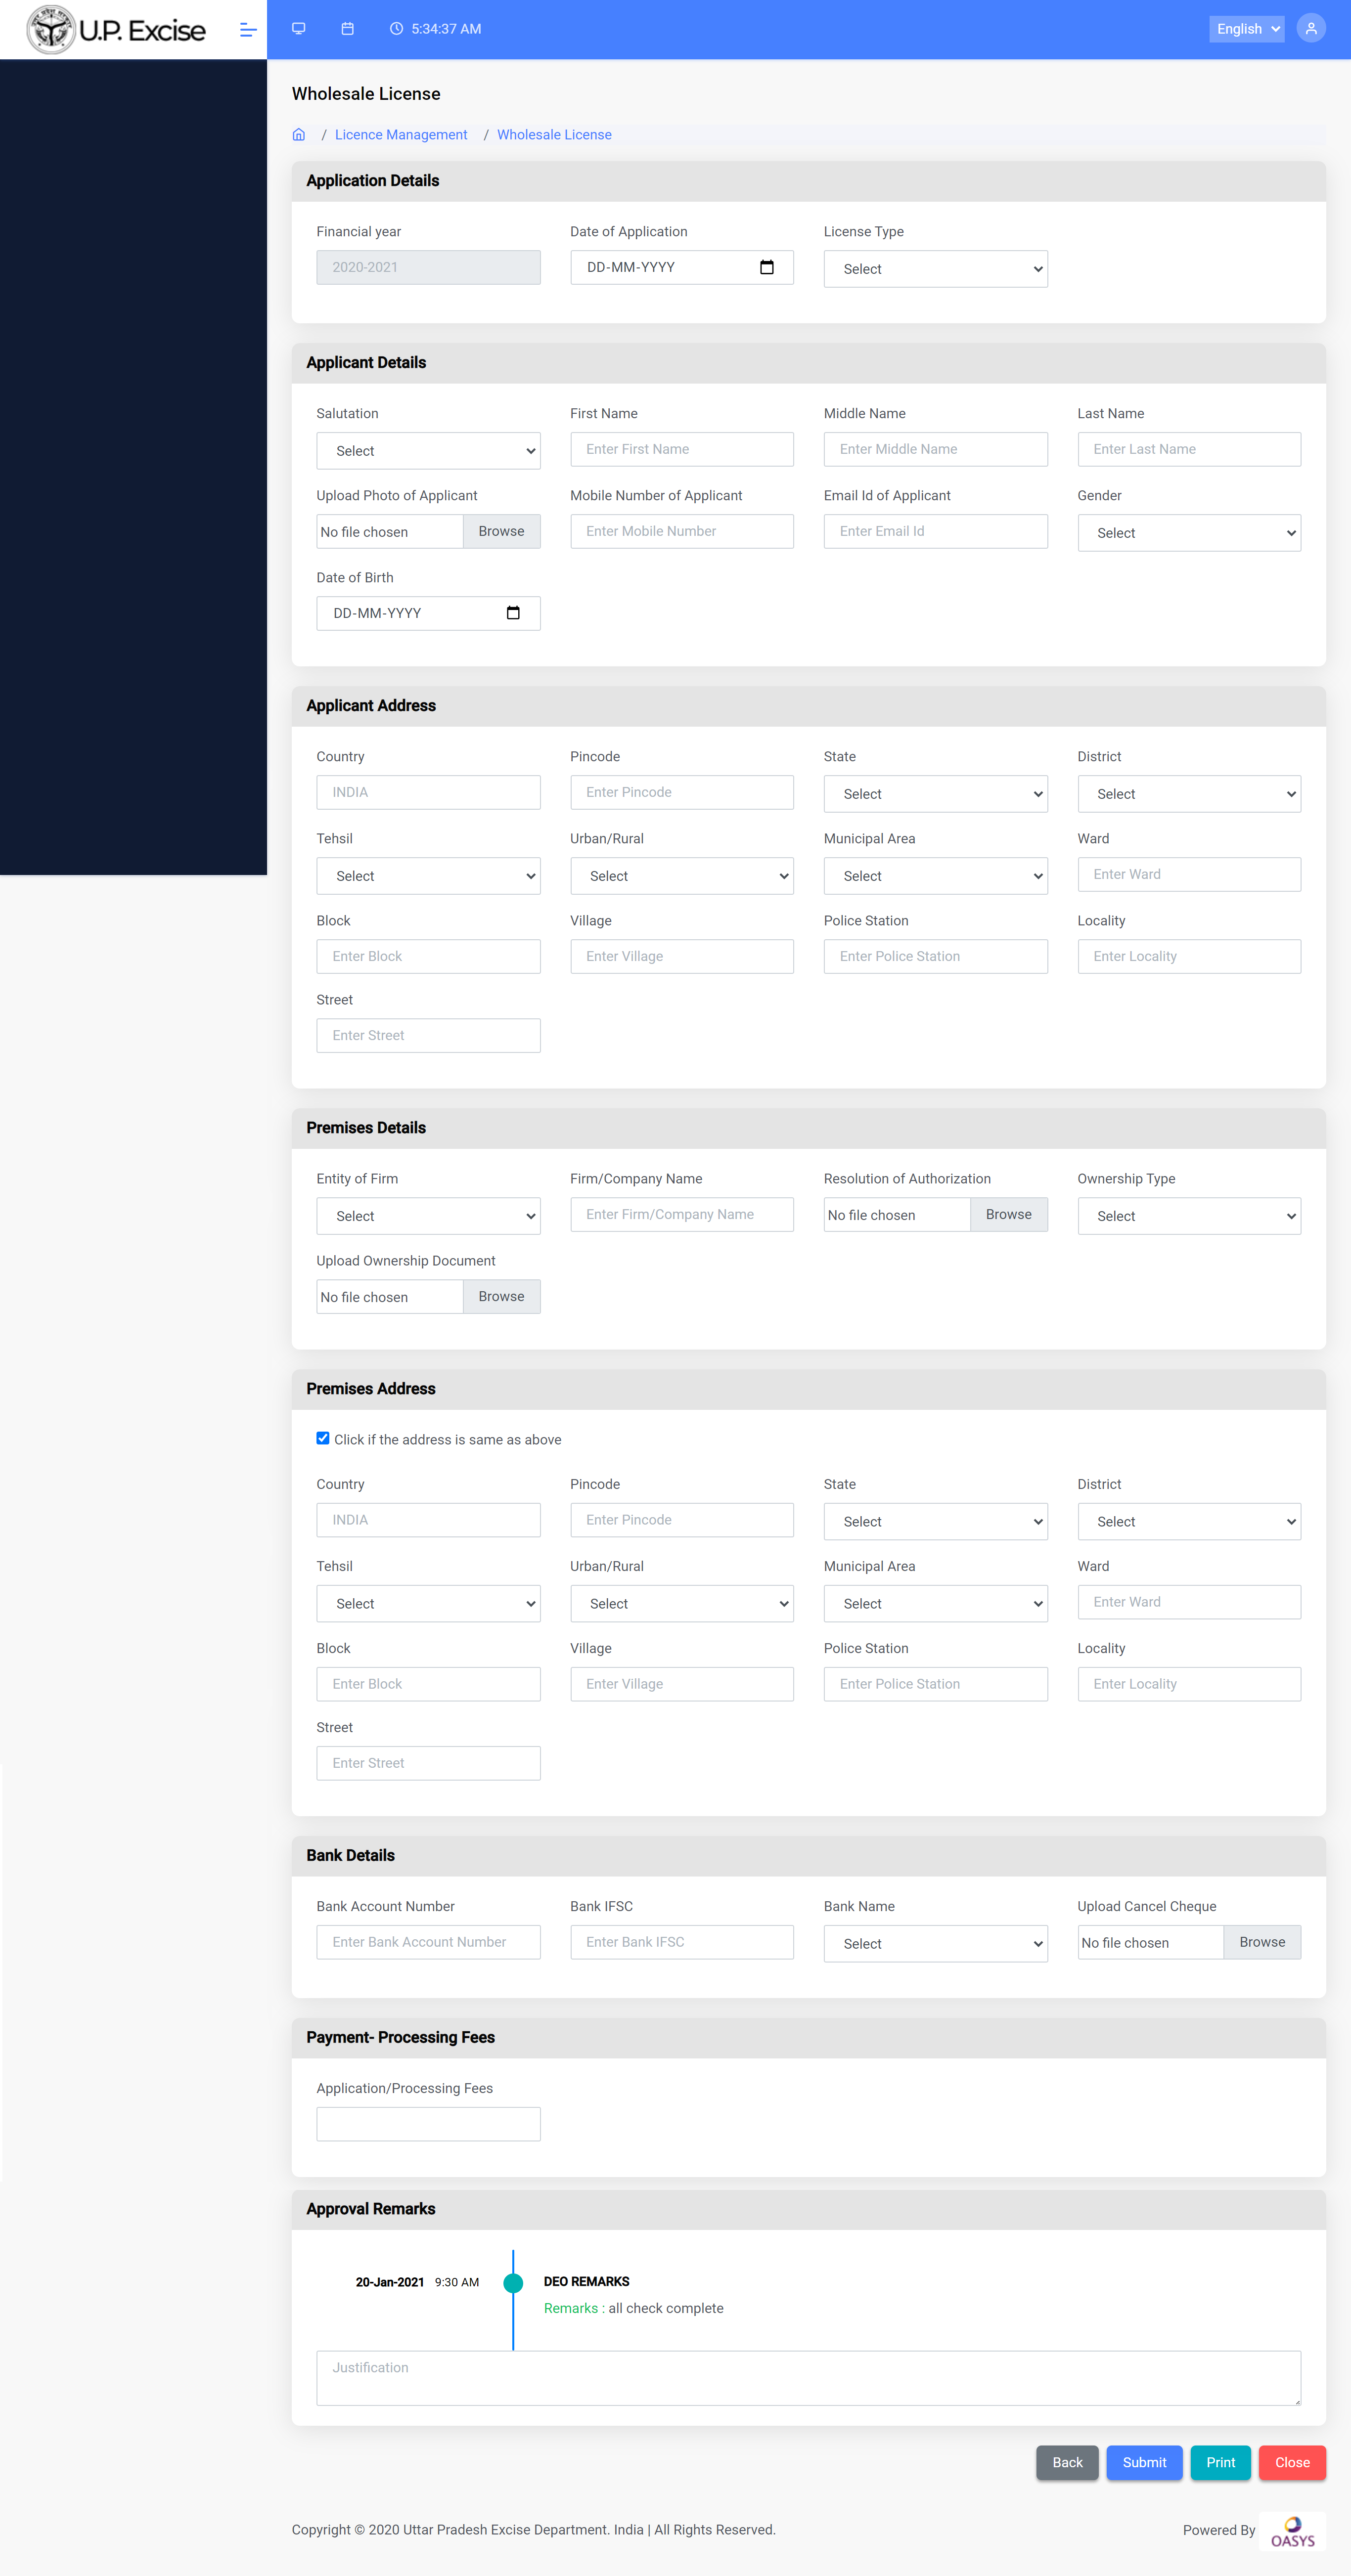 U.P. Excise
5:34:37 AM
English
Wholesale License
/ Licence Management / Wholesale License
Application Details
Financial year Date of Application License Type
2020-2021 DD-MM-YYYY Select
Applicant Details
Salutation First Name Middle Name Last Name
Select Enter First Name Enter Middle Name Enter Last Name
Upload Photo of Applicant Mobile Number of Applicant Email Id of Applicant Gender
No file chosen Browse Enter Mobile Number Enter Email Id Select
Date of Birth
DD-MM-YYYY
Applicant Address
Country Pincode State District
INDIA Enter Pincode Select Select
Tehsil Urban/Rural Municipal Area Ward
Select Select Select Enter Ward
Block Village Police Station Locality
Enter Block Enter Village Enter Police Station Enter Locality
Street
Enter Street
Premises Details
Entity of Firm Firm/Company Name Resolution of Authorization Ownership Type
Select Enter Firm/Company Name No file chosen Browse Select
Upload Ownership Document
No file chosen Browse
Premises Address
Click if the address is same as above
Country Pincode State District
INDIA Enter Pincode Select Select
Tehsil Urban/Rural Municipal Area Ward
Select Select Select Enter Ward
Block Village Police Station Locality
Enter Block Enter Village Enter Police Station Enter Locality
Street
Enter Street
Bank Details
Bank Account Number Bank IFSC Bank Name Upload Cancel Cheque
Enter Bank Account Number Enter Bank IFSC Select No file chosen Browse
Payment- Processing Fees
Application/Processing Fees
Approval Remarks
20-Jan-2021 9:30 AM DEO REMARKS
Remarks : all check complete
Justification
Back Submit Print Close
Copyright © 2020 Uttar Pradesh Excise Department. India | All Rights Reserved. Powered By OASYS